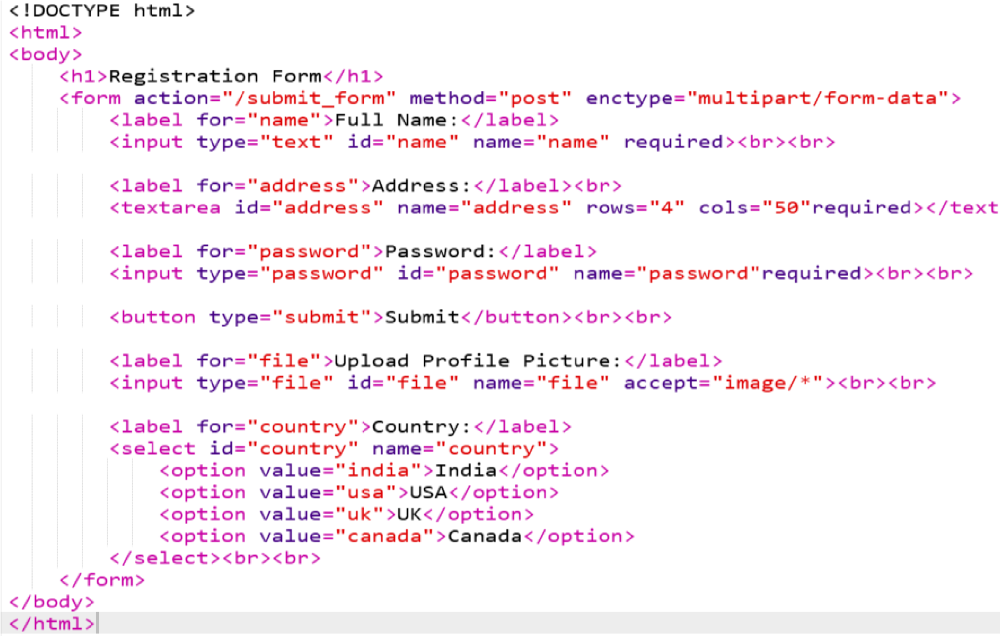 <!DOCTYPE html>
<html>
<body>
<h1>Registration Form</h1>
<form action="/submit_form" method="post" enctype="multipart/form-data">
<label for="name">Full Name:</label>
<input type="text" id="name" name="name" required><br><br>
<label for="address">Address:</label><br>
<textarea id="address" name="address" rows="4" cols="50"required></text
<label for="password">Password:</label>
<input type="password" id="password" name="password"required><br><br>
<button type="submit">Submit</button><br><br>
<label for="file">Upload Profile Picture:</label>
<input type="file" id="file" name="file" accept="image/*"><br><br>
<label for="country">Country:</label>
<select id="country" name="country">
<option value="india">India</option>
<option value="usa">USA</option>
<option value="uk">UK</option>
<option value="canada">Canada</option>
</select><br><br>
</form>
</body>
</html>